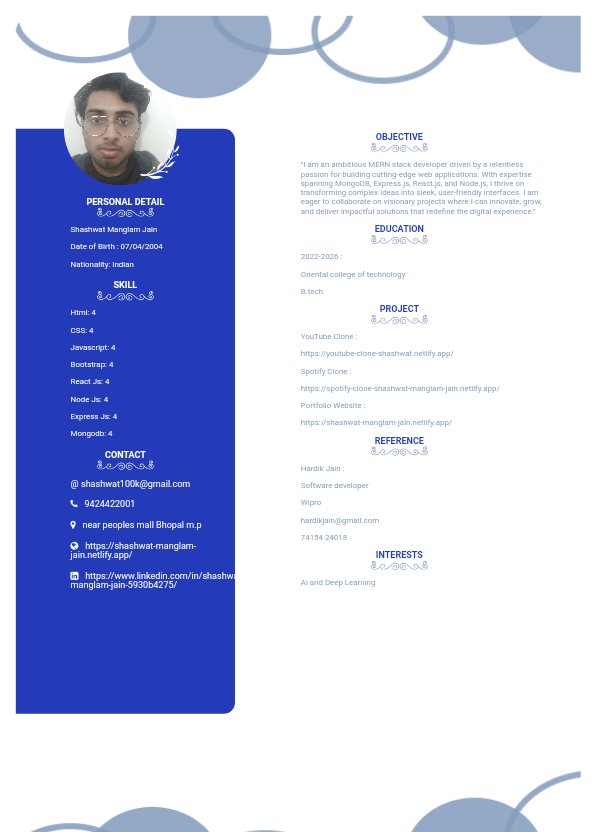 PERSONAL DETAIL
Shashwat Manglam Jain
Date of Birth : 07/04/2004
Nationality: Indian
SKILL
Html: 4
CSS: 4
Javascript: 4
Bootstrap: 4
React Js: 4
Node Js: 4
Express Js: 4
Mongodb: 4
CONTACT
@ shashwat100k@gmail.com
9424422001
near peoples mall Bhopal m.p
https://shashwat-manglam-
jain.netlify.app/
https://www.linkedin.com/in/shashwa
manglam-jain-5930b4275/
OBJECTIVE
"I am an ambitious MERN stack developer driven by a relentless
passion for building cutting-edge web applications. With expertise
spanning MongoDB, Express.js, React.js, and Node.js, I thrive on
transforming complex ideas into sleek, user-friendly interfaces. I am
eager to collaborate on visionary projects where I can innovate, grow,
and deliver impactful solutions that redefine the digital experience."
EDUCATION
2022-2026 :
Oriental college of technology
B.tech
PROJECT
YouTube Clone :
https://youtube-clone-shashwat.netlify.app/
Spotify Clone :
https://spotify-clone-shashwat-manglam-jain.netlify.app/
Portfolio Website :
https://shashwat-manglam-jain.netlify.app/
REFERENCE
Hardik Jain :
Software developer
Wipro
hardikjain@gmail.com
74154 24018
INTERESTS
Ai and Deep Learning